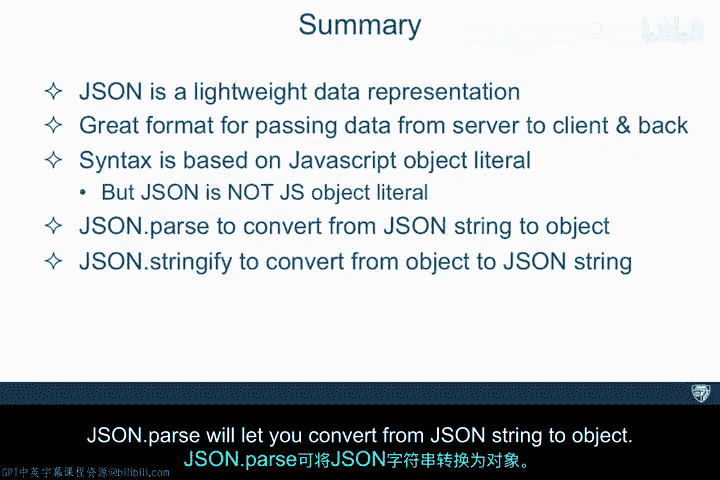 Summary
✧ JSON is a lightweight data representation
✧ Great format for passing data from server to client & back
✧ Syntax is based on Javascript object literal
• But JSON is NOT JS object literal
✧ JSON.parse to convert from JSON string to object
✧ JSON.stringify to convert from object to JSON string
JSON.parse will let you convert from JSON string to object.
JSON.parse可将JSON字符串转换为对象。
GPT中英字幕课程资源@bilibili.com